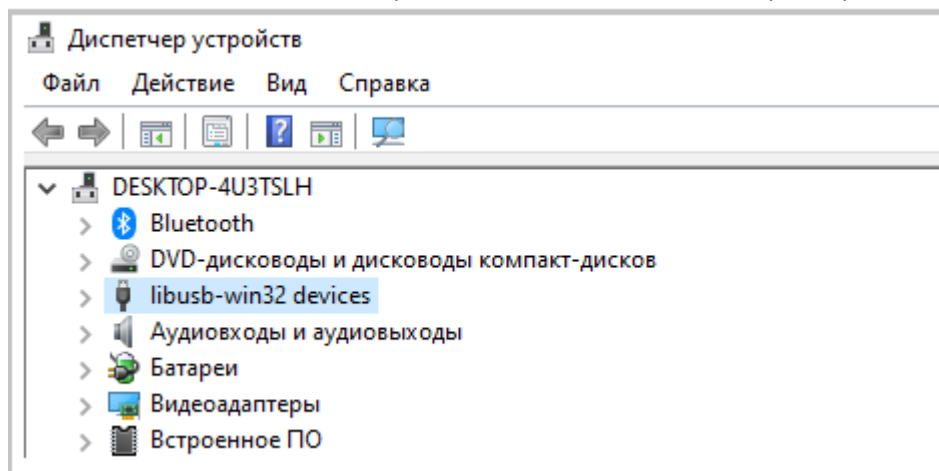 Диспетчер устройств
Файл Действие Вид Справка
DESKTOP-4U3TSLH
Bluetooth
DVD-дисководы и дисководы компакт-дисков
libusb-win32 devices
Аудиовходы и аудиовыходы
Батареи
Видеоадаптеры
Встроенное ПО